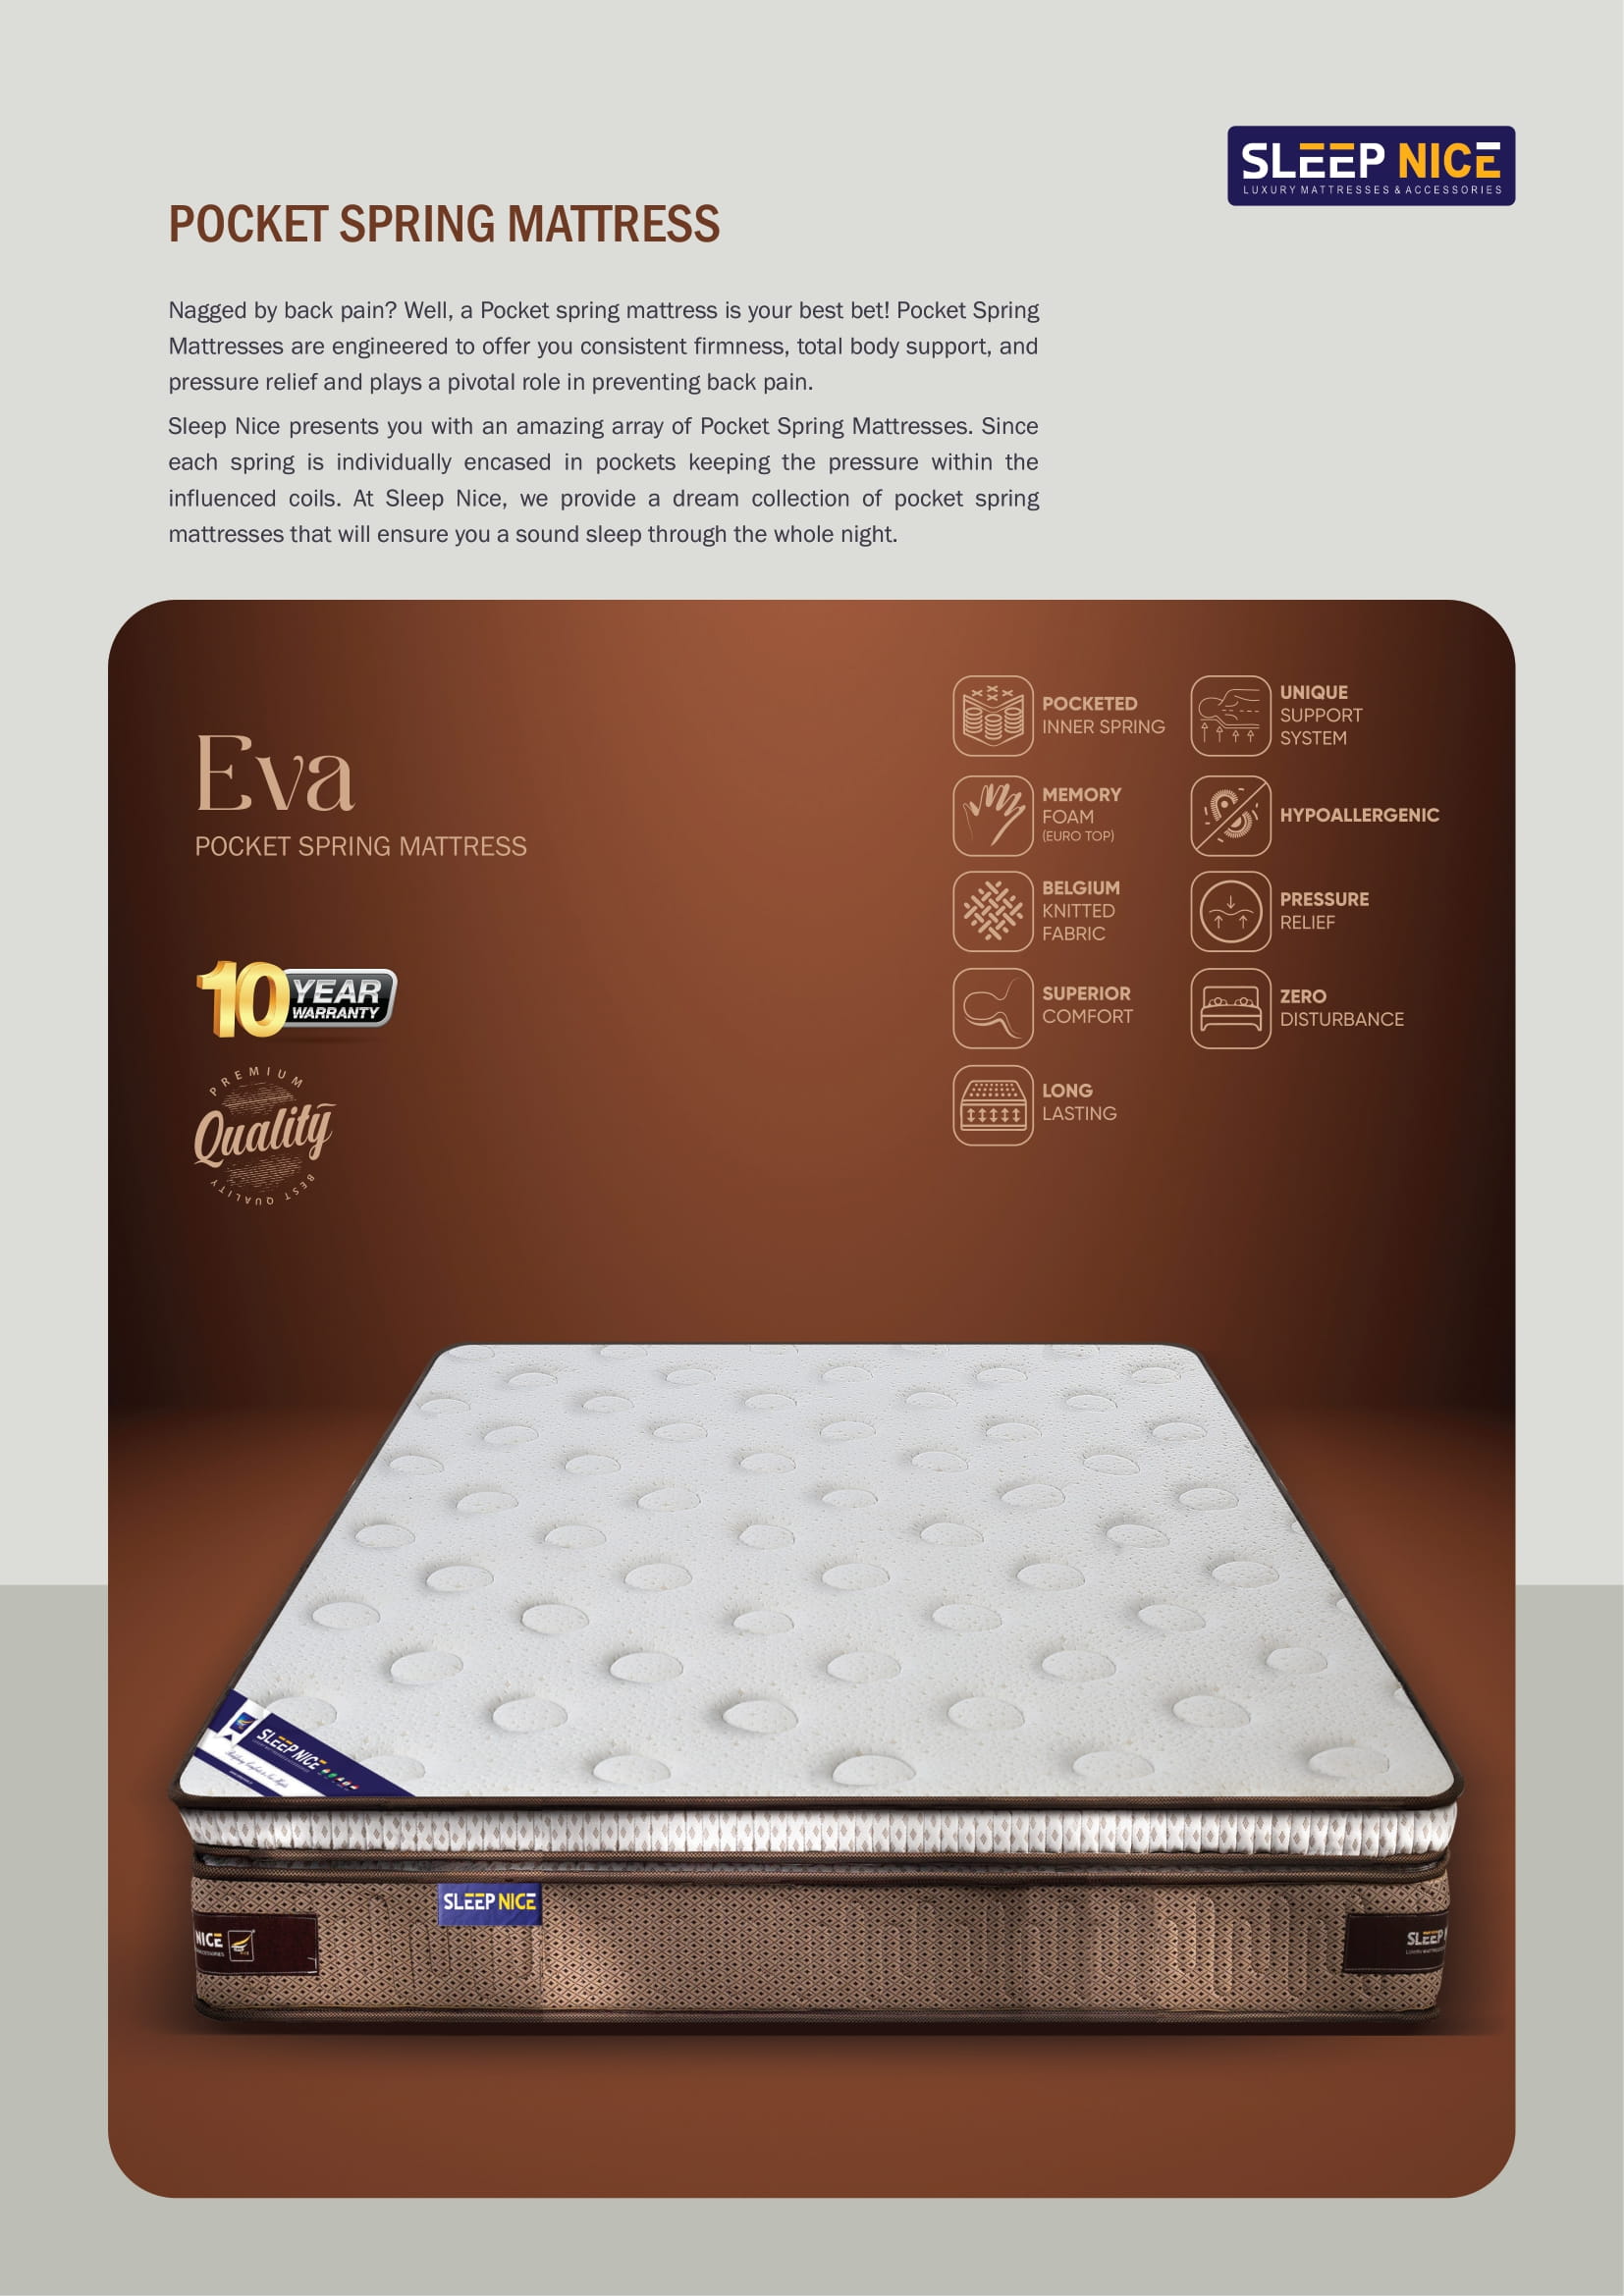 SLEEP NICE
LUXURY MATTRESSES & ACCESSORIES
POCKET SPRING MATTRESS
Nagged by back pain? Well, a Pocket spring mattress is your best bet! Pocket Spring
Mattresses are engineered to offer you consistent firmness, total body support, and
pressure relief and plays a pivotal role in preventing back pain.
Sleep Nice presents you with an amazing array of Pocket Spring Mattresses. Since
each spring is individually encased in pockets keeping the pressure within the
influenced coils. At Sleep Nice, we provide a dream collection of pocket spring
mattresses that will ensure you a sound sleep through the whole night.
Eva
POCKET SPRING MATTRESS
10 YEAR
WARRANTY
PREMIUM
Quality
BEST QUALITY
POCKETED
INNER SPRING
MEMORY
FOAM
(EURO TOP)
BELGIUM
KNITTED
FABRIC
SUPERIOR
COMFORT
LONG
LASTING
UNIQUE
SUPPORT
SYSTEM
HYPOALLERGENIC
PRESSURE
RELIEF
ZERO
DISTURBANCE
SLEEP NICE
SLEEP NICE
NICE
SLEEP